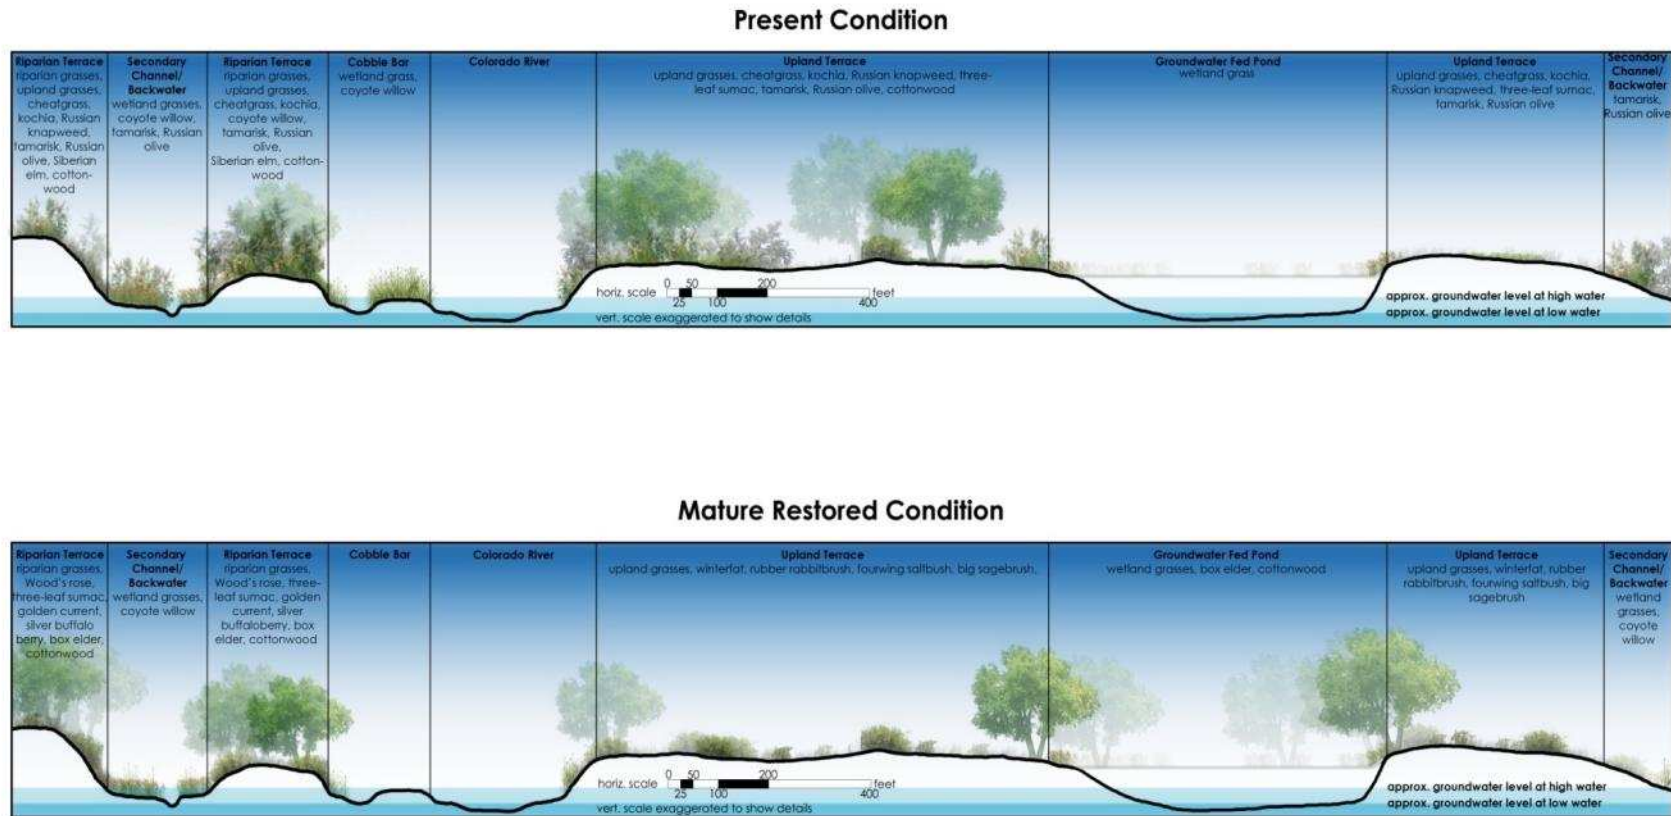 Present Condition
Riparian Terrace
riparian grasses,
upland grasses,
cheatgrass,
kochia, Russian
knapweed,
tamarisk, Russian
olive, Siberian
elm, cotton-
wood
Secondary
Channel/
Backwater
wetland grasses,
coyote willow,
tamarisk, Russian
olive
Riparian Terrace
riparian grasses,
upland grasses,
cheatgrass, kochia,
coyote willow,
tamarisk, Russian
olive,
Siberian elm, cotton-
wood
Cobble Bar
wetland grass,
coyote willow
Colorado River
Upland Terrace
upland grasses, cheatgrass, kochia, Russian knapweed, three-
leaf sumac, tamarisk, Russian olive, cottonwood
Groundwater Fed Pond
wetland grass
Upland Terrace
upland grasses, cheatgrass, kochia,
Russian knapweed, three-leaf sumac,
tamarisk, Russian olive
Secondary
Channel/
Backwater
tamarisk,
Russian olive
horiz. scale 0 25 50 100 200 400 feet
vert. scale exaggerated to show details
approx. groundwater level at high water
approx. groundwater level at low water
Mature Restored Condition
Riparian Terrace
riparian grasses,
Wood's rose,
three-leaf sumac,
golden current,
silver buffalo
berry, box elder,
cottonwood
Secondary
Channel/
Backwater
wetland grasses,
coyote willow
Riparian Terrace
riparian grasses,
Wood's rose, three-
leaf sumac, golden
current, silver
buffaloberry, box
elder, cottonwood
Cobble Bar
Colorado River
Upland Terrace
upland grasses, winterfat, rubber rabbitbrush, fourwing saltbush, big sagebrush,
Groundwater Fed Pond
wetland grasses, box elder, cottonwood
Upland Terrace
upland grasses, winterfat, rubber
rabbitbrush, fourwing saltbush, big
sagebrush
Secondary
Channel/
Backwater
wetland
grasses,
coyote
willow
horiz. scale 0 25 50 100 200 400 feet
vert. scale exaggerated to show details
approx. groundwater level at high water
approx. groundwater level at low water